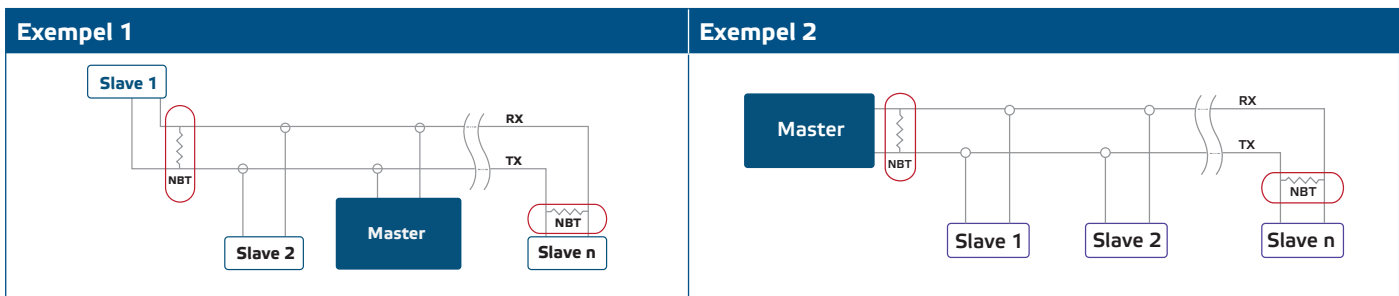 Exempel 1
Slave 1
RX
TX
NBT
NBT
Slave 2
Master
Slave n
Exempel 2
Master
RX
TX
NBT
NBT
Slave 1
Slave 2
Slave n